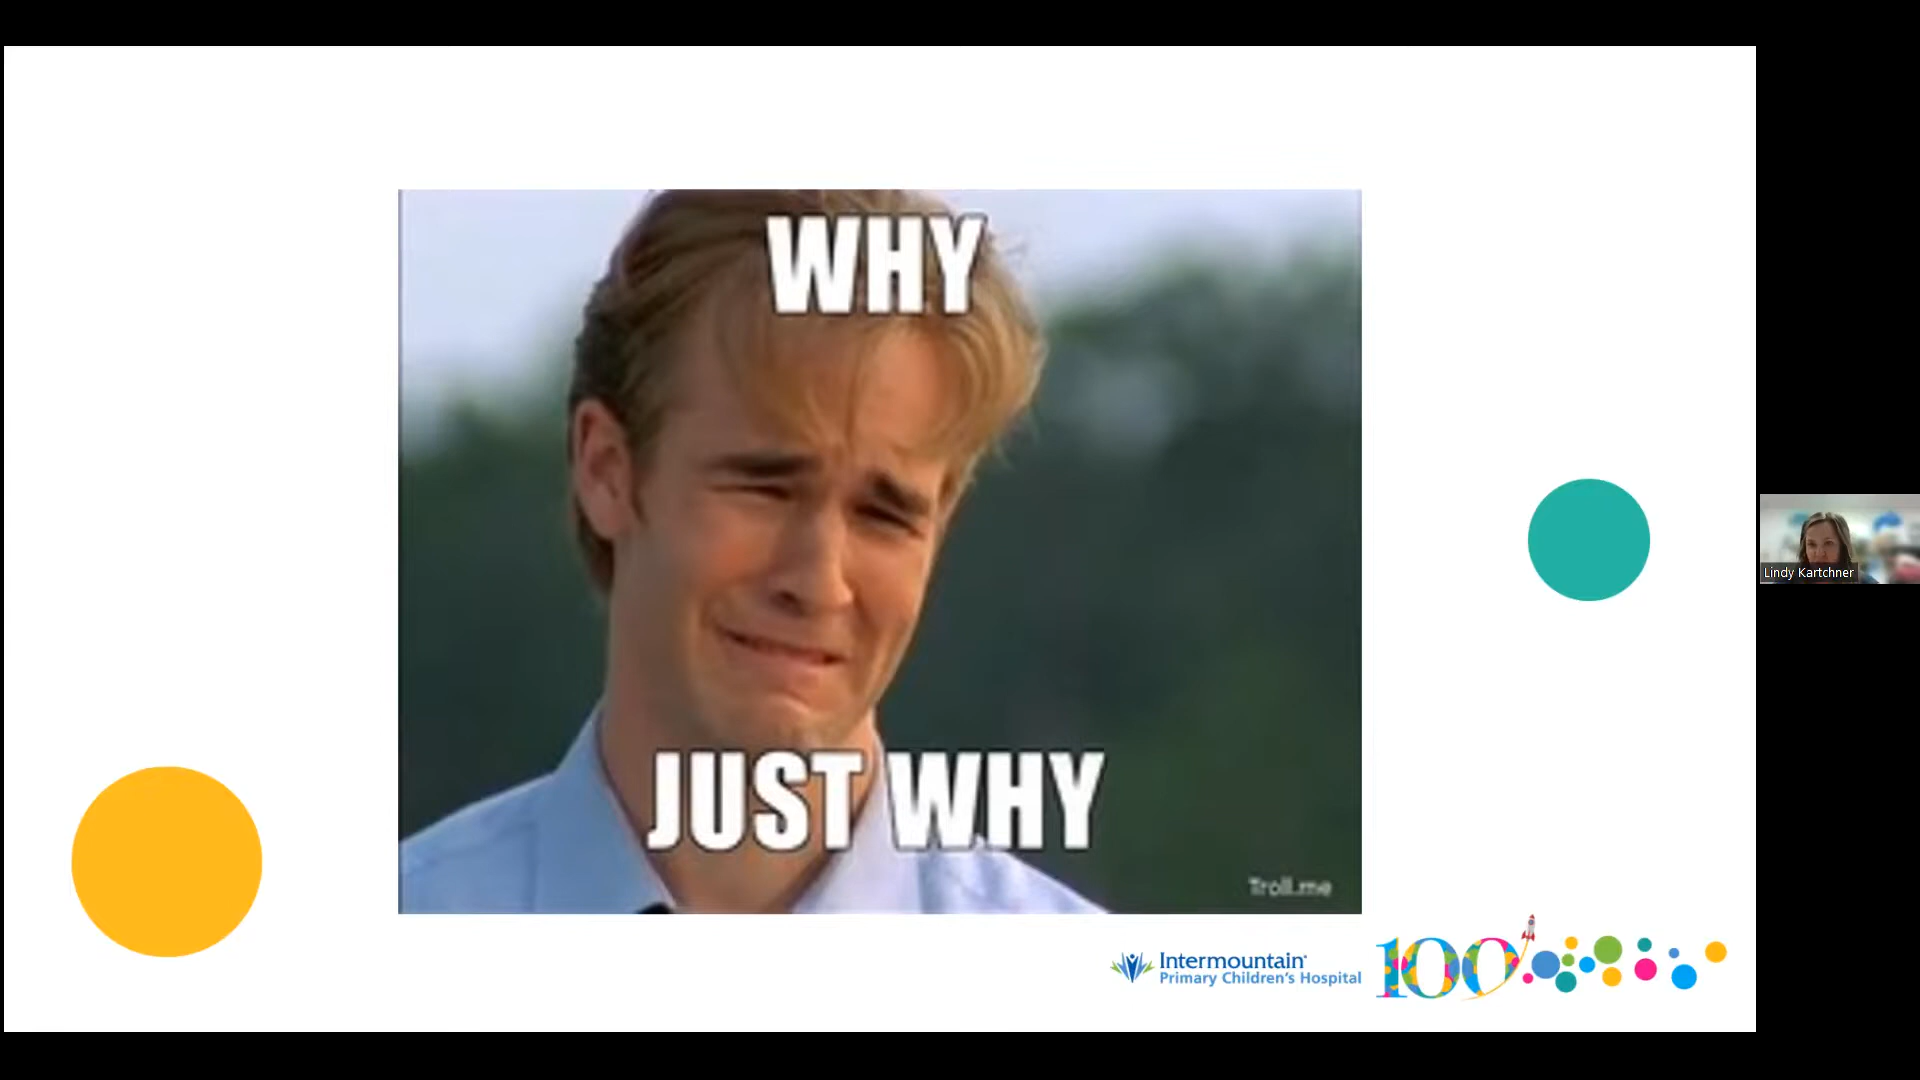 WHY
JUST WHY
Troll.me
Intermountain®
Primary Children's Hospital
100
Lindy Kartchner